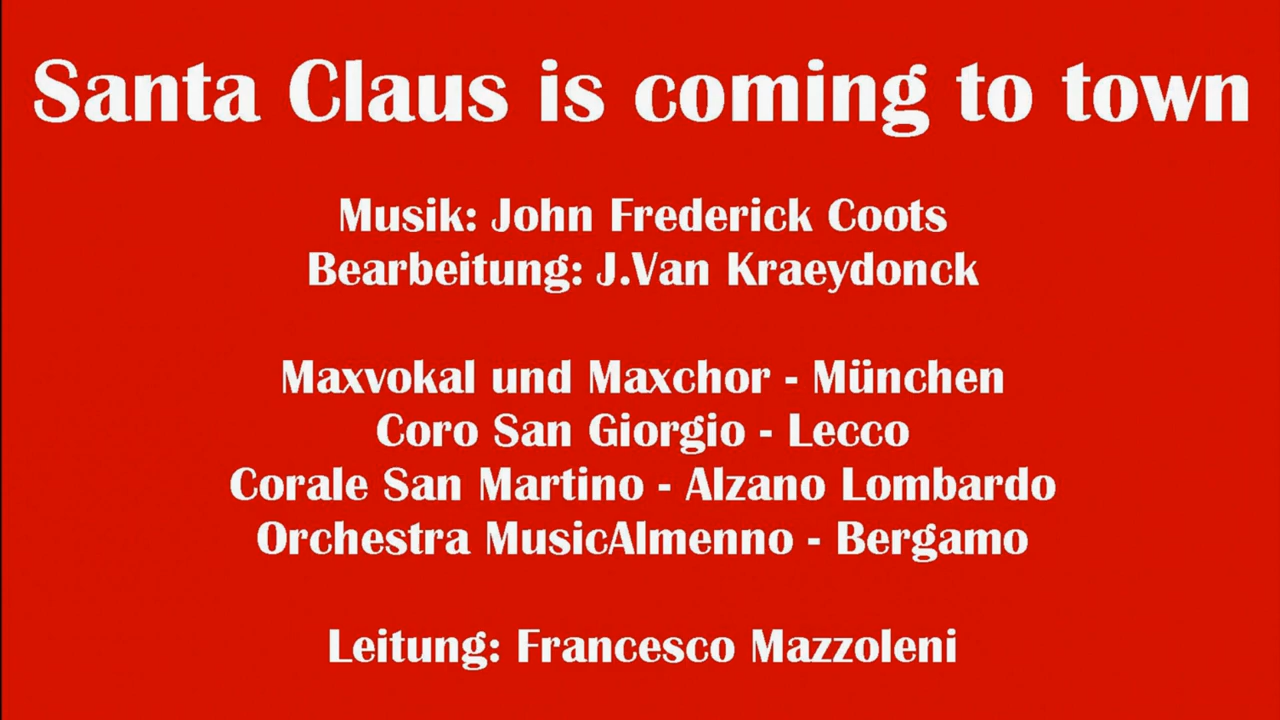 Santa Claus is coming to town
Musik: John Frederick Coots
Bearbeitung: J.Van Kraeydonck
Maxvokal und Maxchor - München
Coro San Giorgio - Lecco
Corale San Martino - Alzano Lombardo
Orchestra MusicAlmenno - Bergamo
Leitung: Francesco Mazzoleni